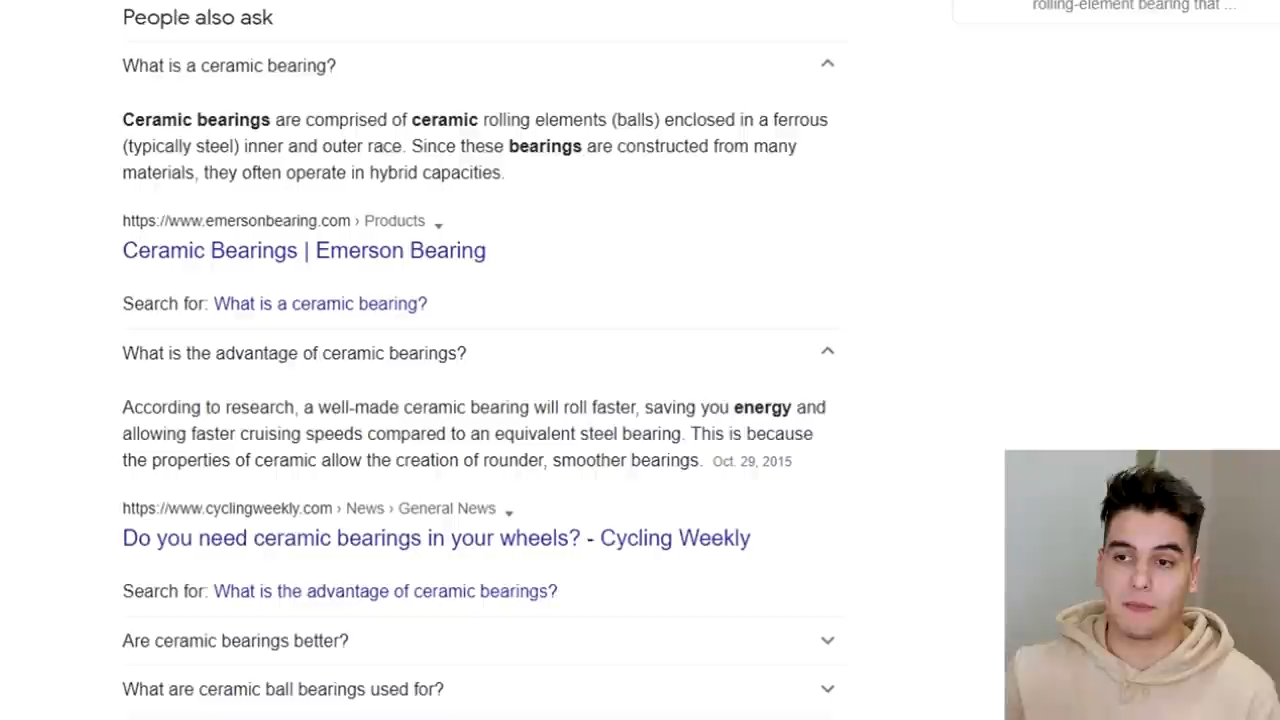 rolling-element bearing that ...
People also ask
What is a ceramic bearing?
Ceramic bearings are comprised of ceramic rolling elements (balls) enclosed in a ferrous
(typically steel) inner and outer race. Since these bearings are constructed from many
materials, they often operate in hybrid capacities.
https://www.emersonbearing.com › Products
Ceramic Bearings | Emerson Bearing
Search for: What is a ceramic bearing?
What is the advantage of ceramic bearings?
According to research, a well-made ceramic bearing will roll faster, saving you energy and
allowing faster cruising speeds compared to an equivalent steel bearing. This is because
the properties of ceramic allow the creation of rounder, smoother bearings. Oct. 29, 2015
https://www.cyclingweekly.com › News › General News
Do you need ceramic bearings in your wheels? - Cycling Weekly
Search for: What is the advantage of ceramic bearings?
Are ceramic bearings better?
What are ceramic ball bearings used for?